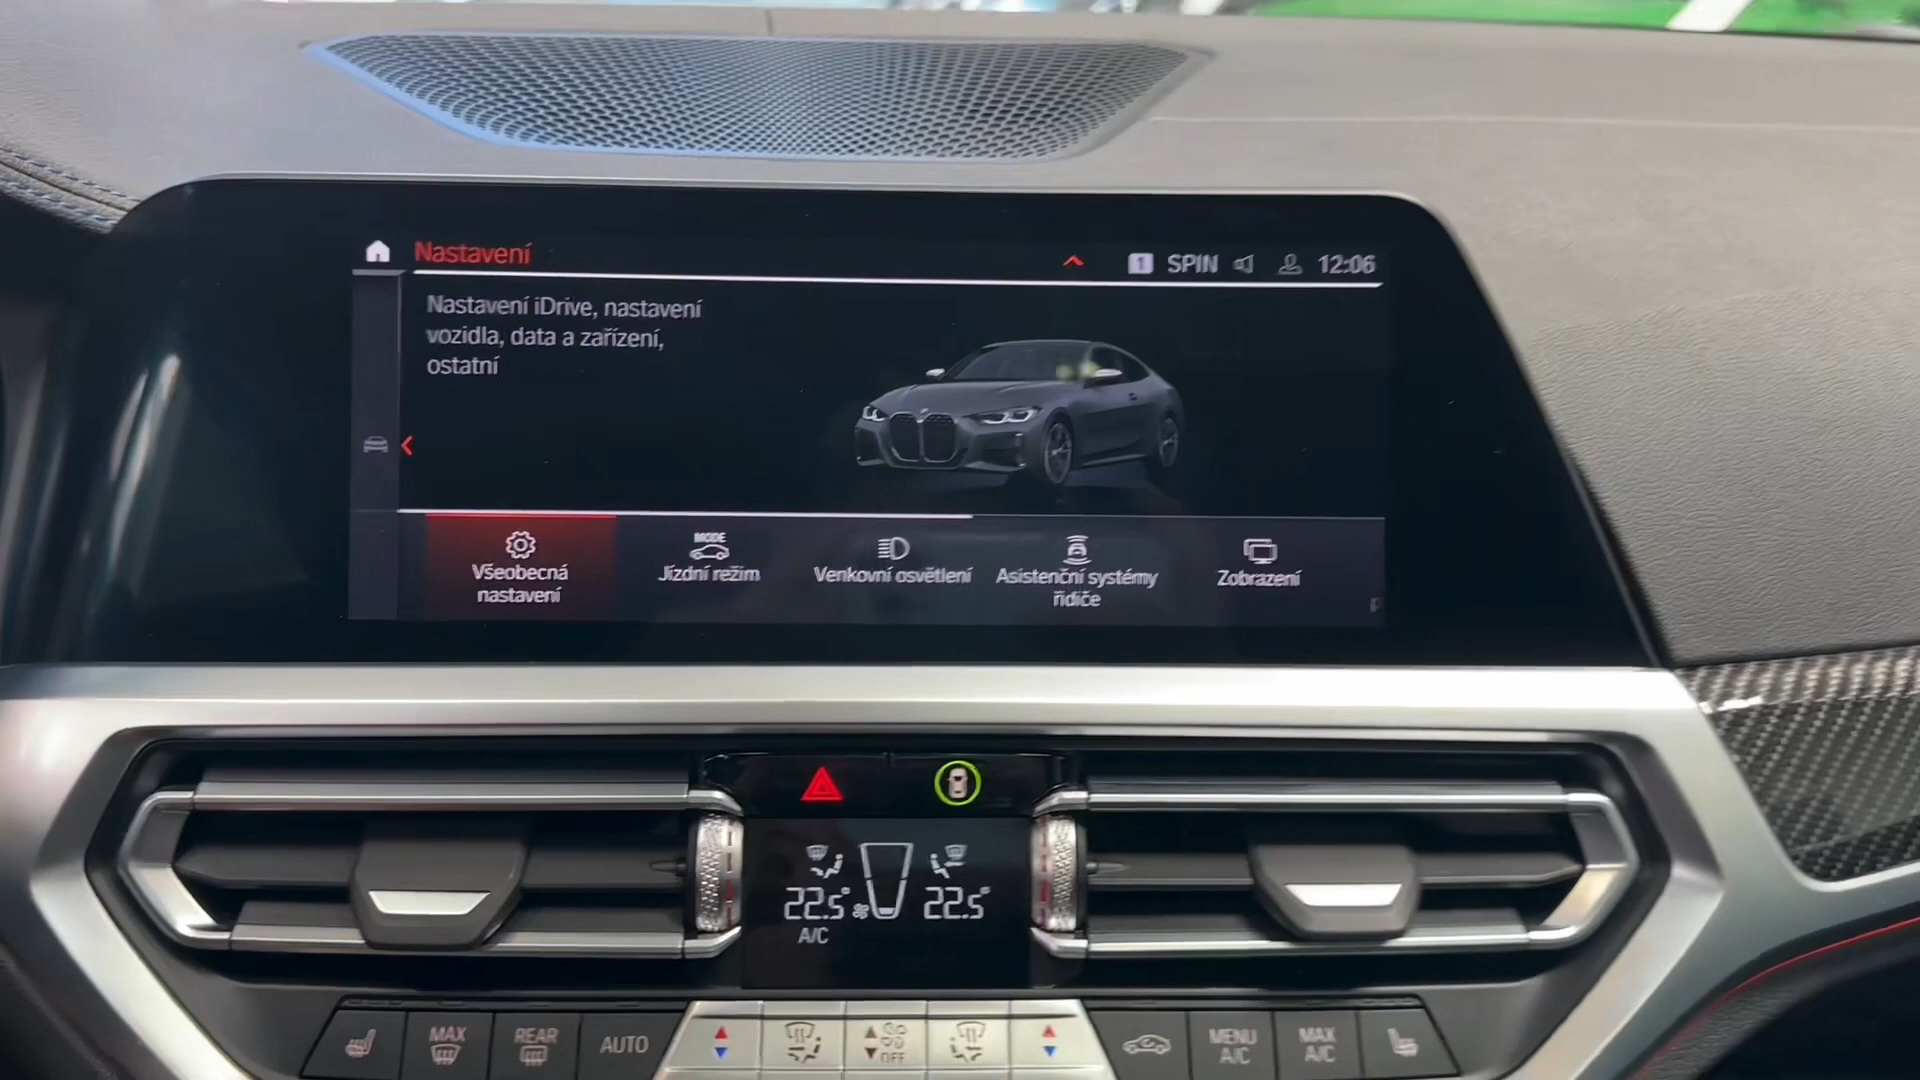 Nastavení
1 SPIN 12:06
Nastavení iDrive, nastavení
vozidla, data a zařízení,
ostatní
Všeobecná
nastavení
MODE
Jízdní režim
Venkovní osvětlení
Asistenční systémy
řidiče
Zobrazení
22.5° 22.5°
A/C
MAX
REAR
AUTO
OFF
MENU
A/C
MAX
A/C